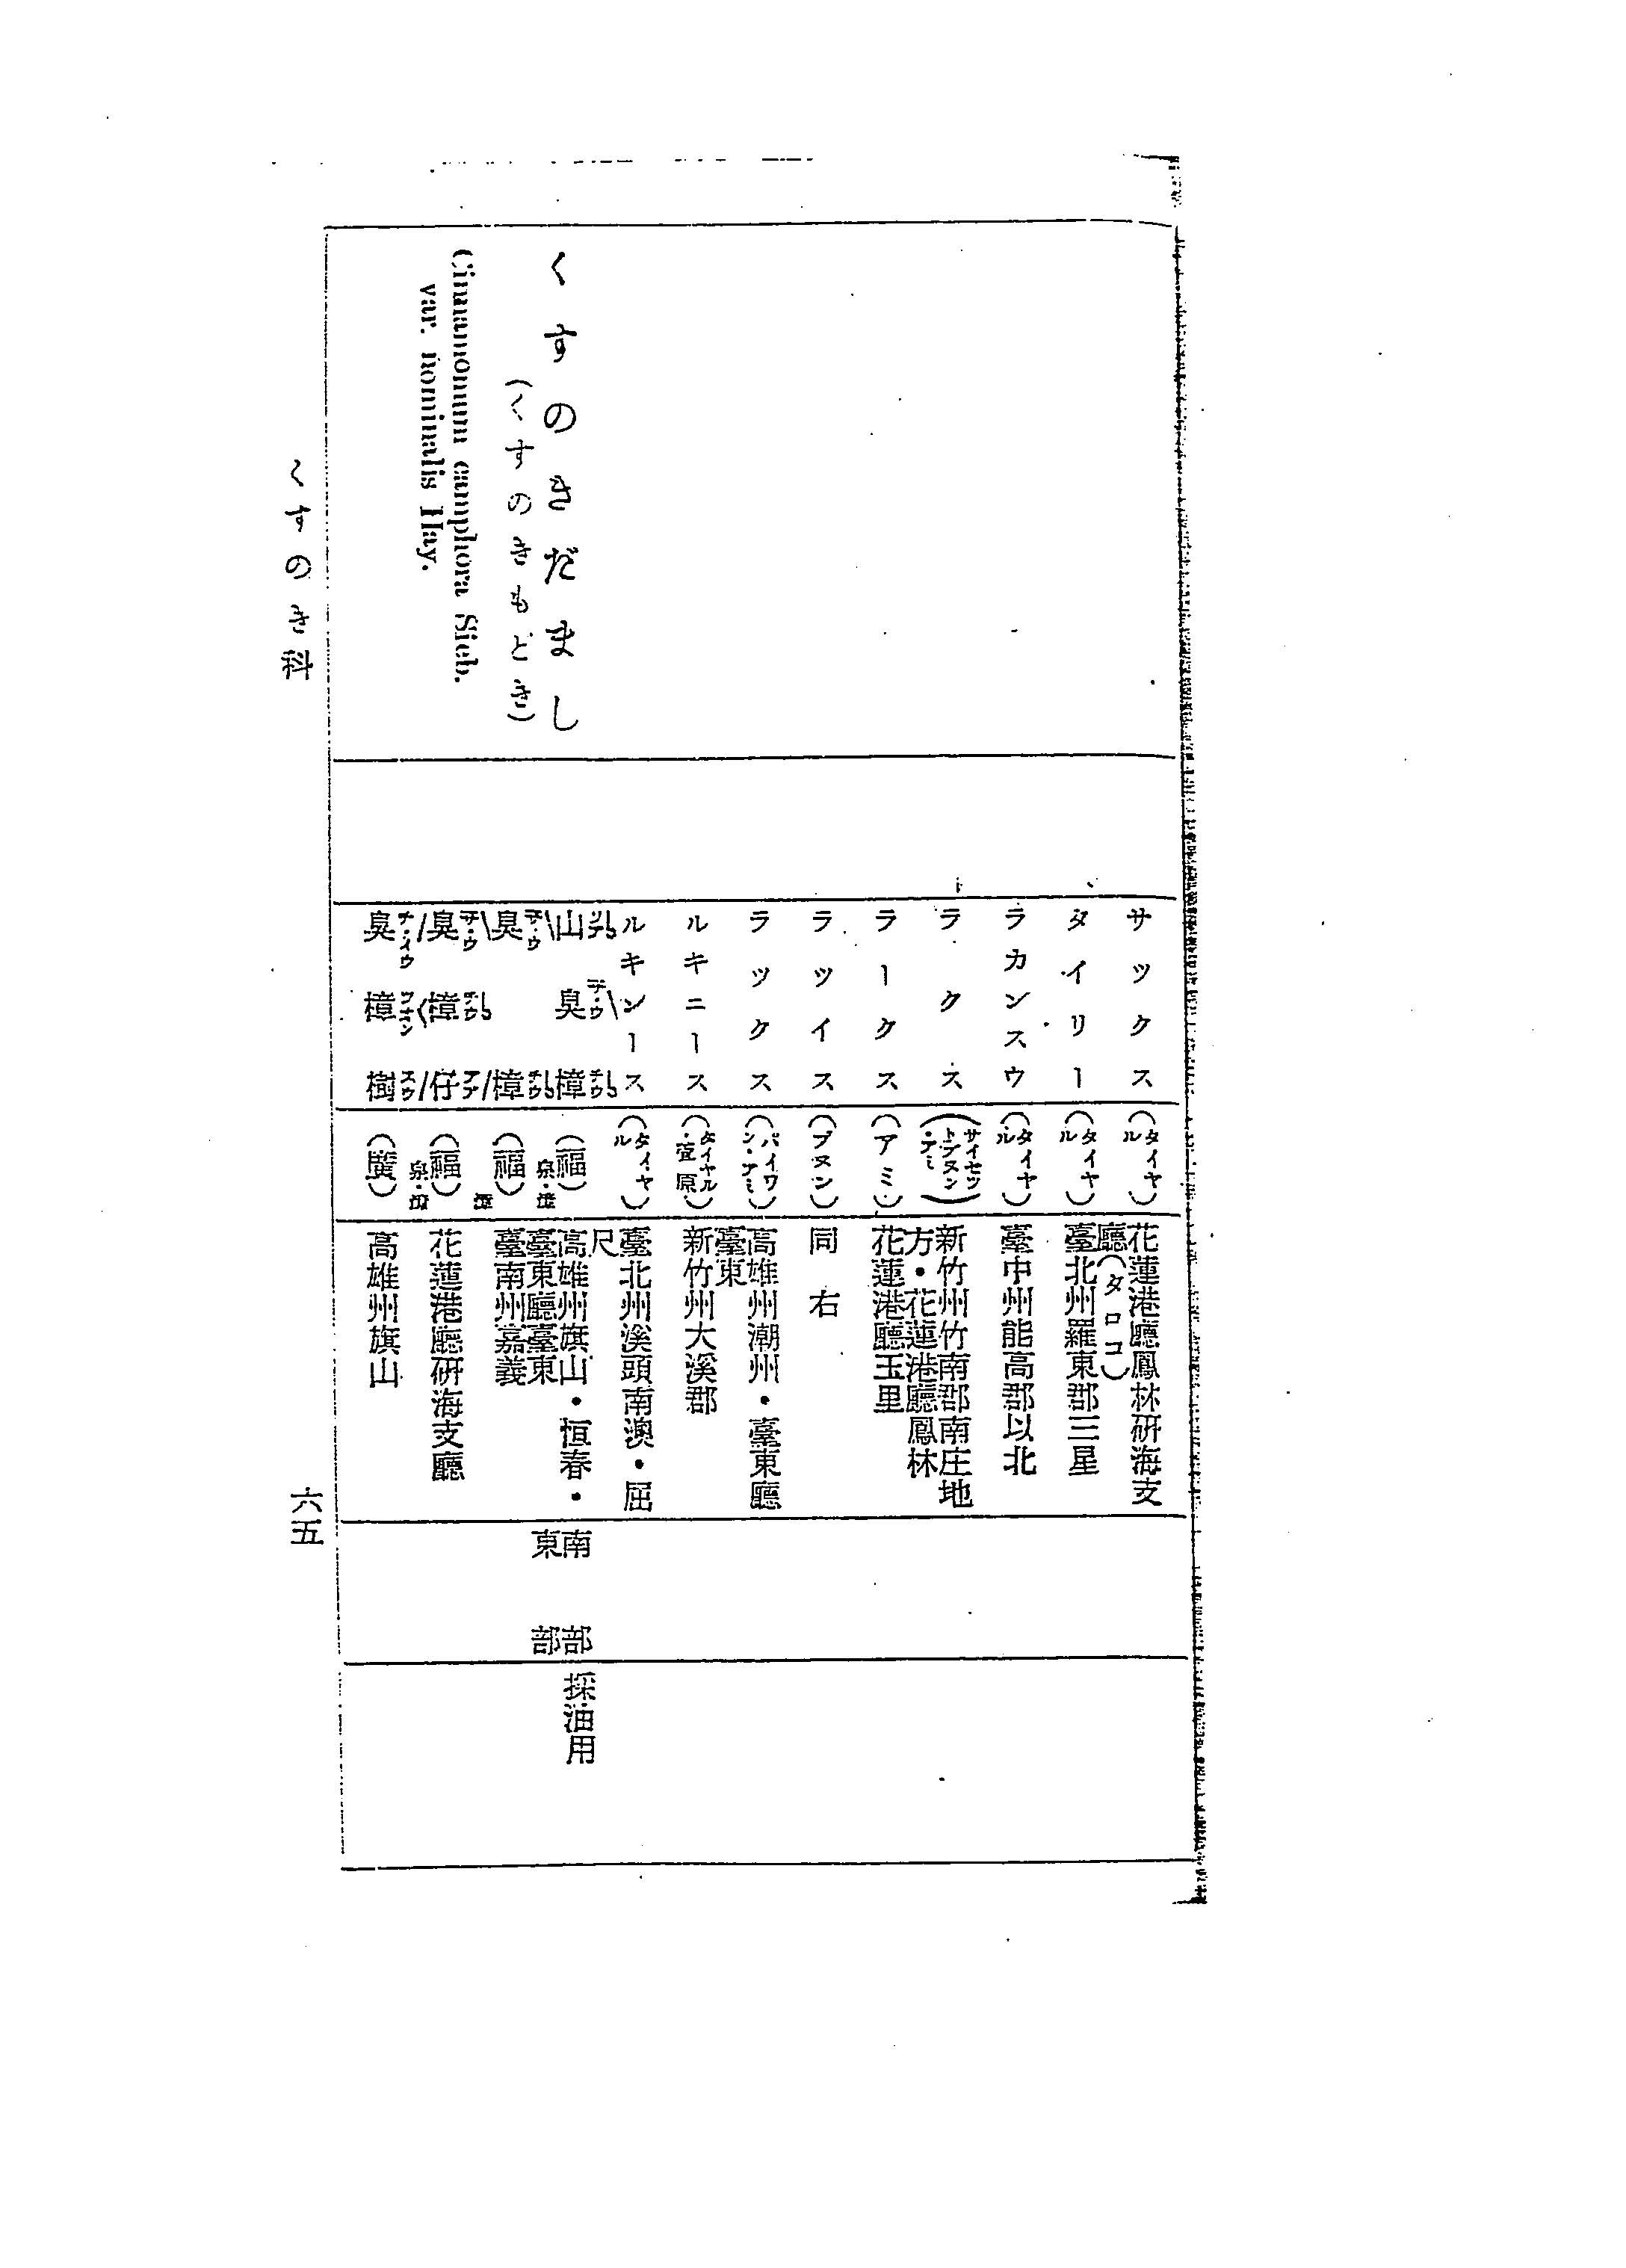 サックス
(タイヤル)
花蓮港廳鳳林研海支
廳(タロコ)
タイリー
(タイヤル)
臺北州羅東郡三星
ラカンスウ
(タイヤル)
臺中州能高郡以北
ラクス
(サイセツト・ブヌン・アミ)
新竹州竹南郡南庄地
方・花蓮港廳鳳林
ラークス
(アミ)
花蓮港廳玉里
ラッイス
(ブヌン)
同右
ラックス
(パイワン・アミ)
高雄州潮州・臺東廳
臺東
ルキニース
(タイヤル)
新竹州大溪郡
ルキンース
(タイヤル)
臺北州溪頭南澳・屈
尺
くすのきだまし
(くすのきもどき)
Cinnamomum camphora Sieb.
var. nominalis Hay.
山臭樟
(福)
高雄州旗山・恒春・
臺東廳臺東
南部
東部
採油用
臭樟
(福)
臺南州嘉義
臭樟仔
(福)
花蓮港廳研海支廳
臭樟樹
(廣)
高雄州旗山
くすのき科
六五